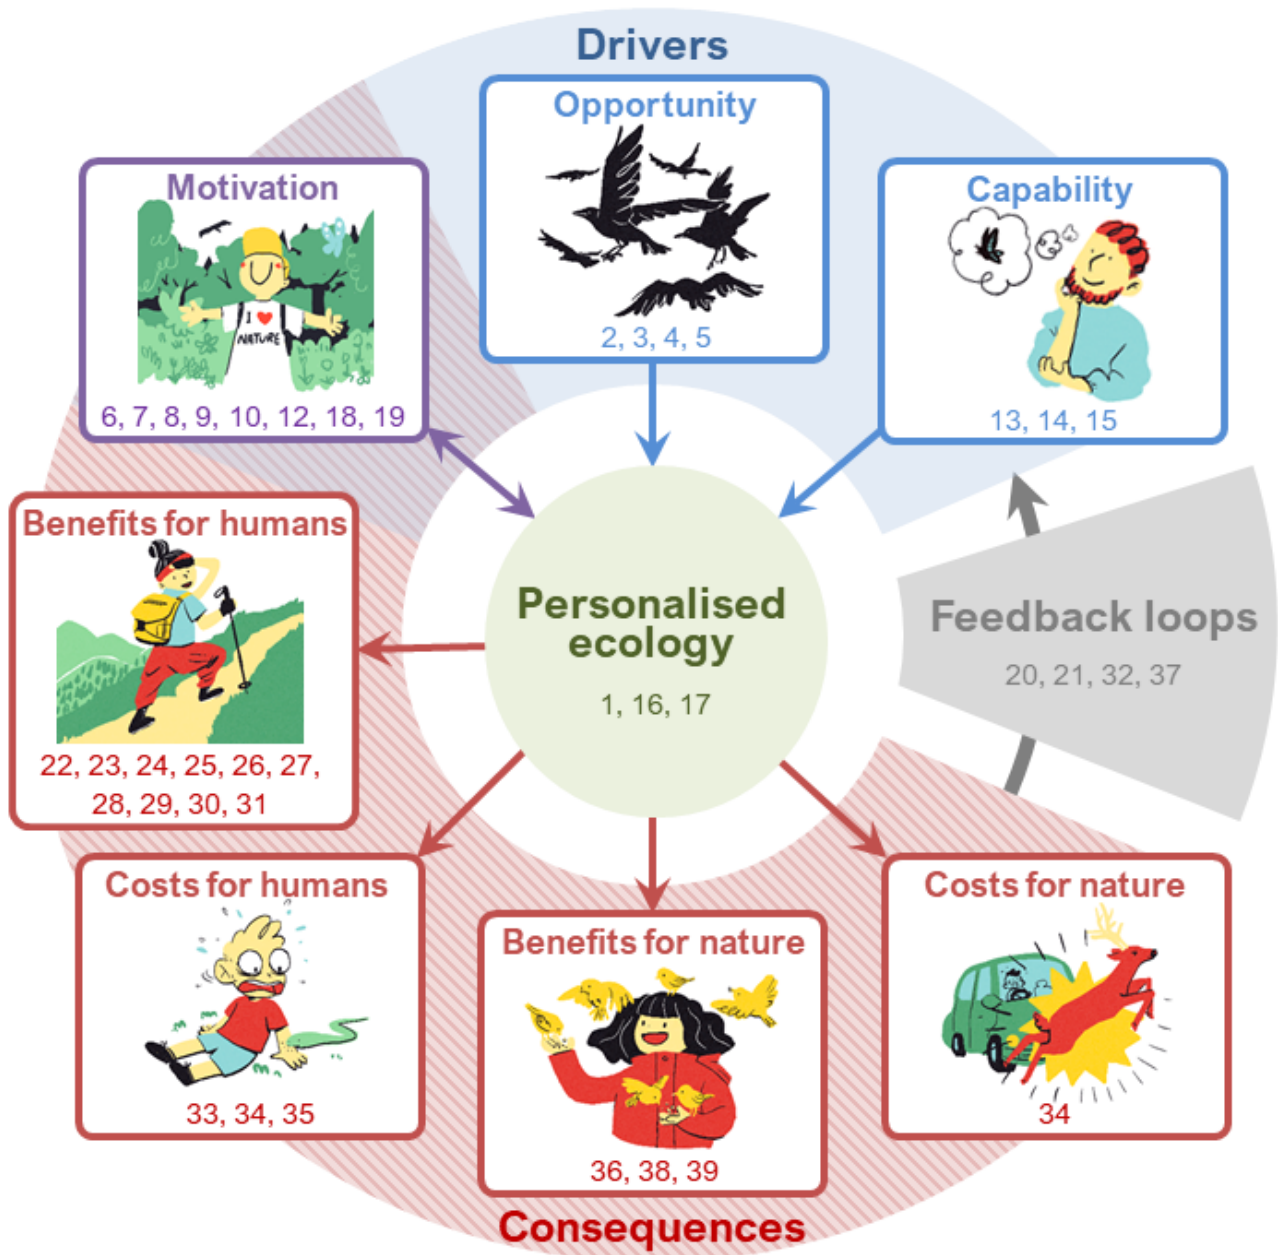 Drivers
Opportunity
2, 3, 4, 5
Motivation
I
NATURE
6, 7, 8, 9, 10, 12, 18, 19
Capability
13, 14, 15
Benefits for humans
22, 23, 24, 25, 26, 27,
28, 29, 30, 31
Personalised
ecology
1, 16, 17
Feedback loops
20, 21, 32, 37
Costs for humans
33, 34, 35
Benefits for nature
36, 38, 39
Costs for nature
34
Consequences